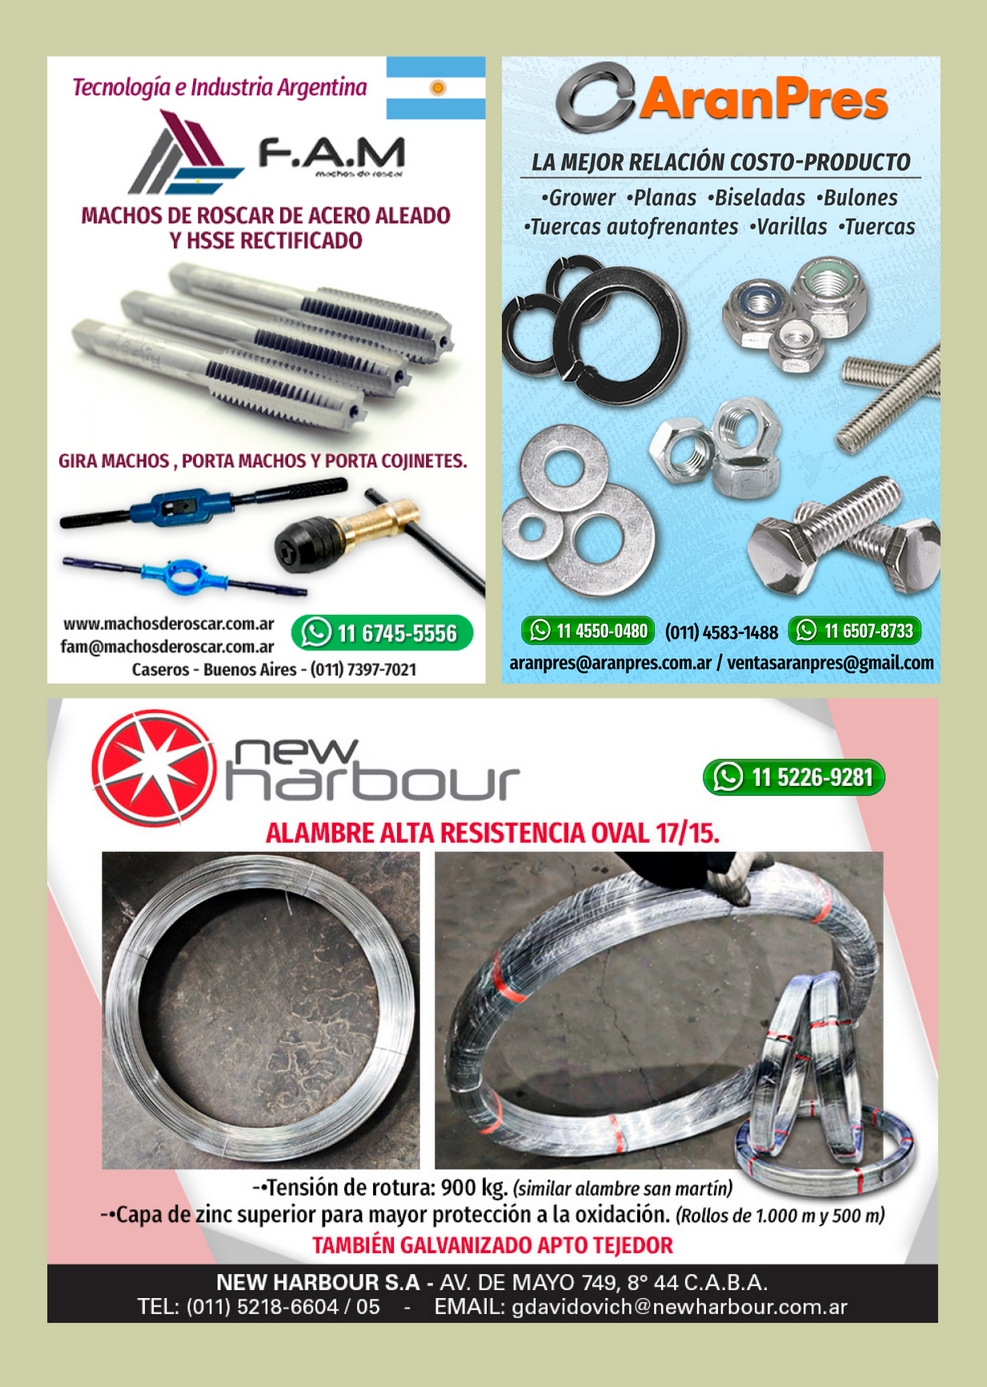 Tecnología e Industria Argentina
F.A.M
machos de roscar
MACHOS DE ROSCAR DE ACERO ALEADO
Y HSSE RECTIFICADO
GIRA MACHOS , PORTA MACHOS Y PORTA COJINETES.
www.machosderoscar.com.ar
fam@machosderoscar.com.ar
11 6745-5556
Caseros - Buenos Aires - (011) 7397-7021
AranPres
LA MEJOR RELACIÓN COSTO-PRODUCTO
•Grower •Planas •Biseladas •Bulones
•Tuercas autofrenantes •Varillas •Tuercas
11 4550-0480 (011) 4583-1488 11 6507-8733
aranpres@aranpres.com.ar / ventasaranpres@gmail.com
new
harbour
11 5226-9281
ALAMBRE ALTA RESISTENCIA OVAL 17/15.
-•Tensión de rotura: 900 kg. (similar alambre san martín)
-•Capa de zinc superior para mayor protección a la oxidación. (Rollos de 1.000 m y 500 m)
TAMBIÉN GALVANIZADO APTO TEJEDOR
NEW HARBOUR S.A - AV. DE MAYO 749, 8° 44 C.A.B.A.
TEL: (011) 5218-6604 / 05 - EMAIL: gdavidovich@newharbour.com.ar